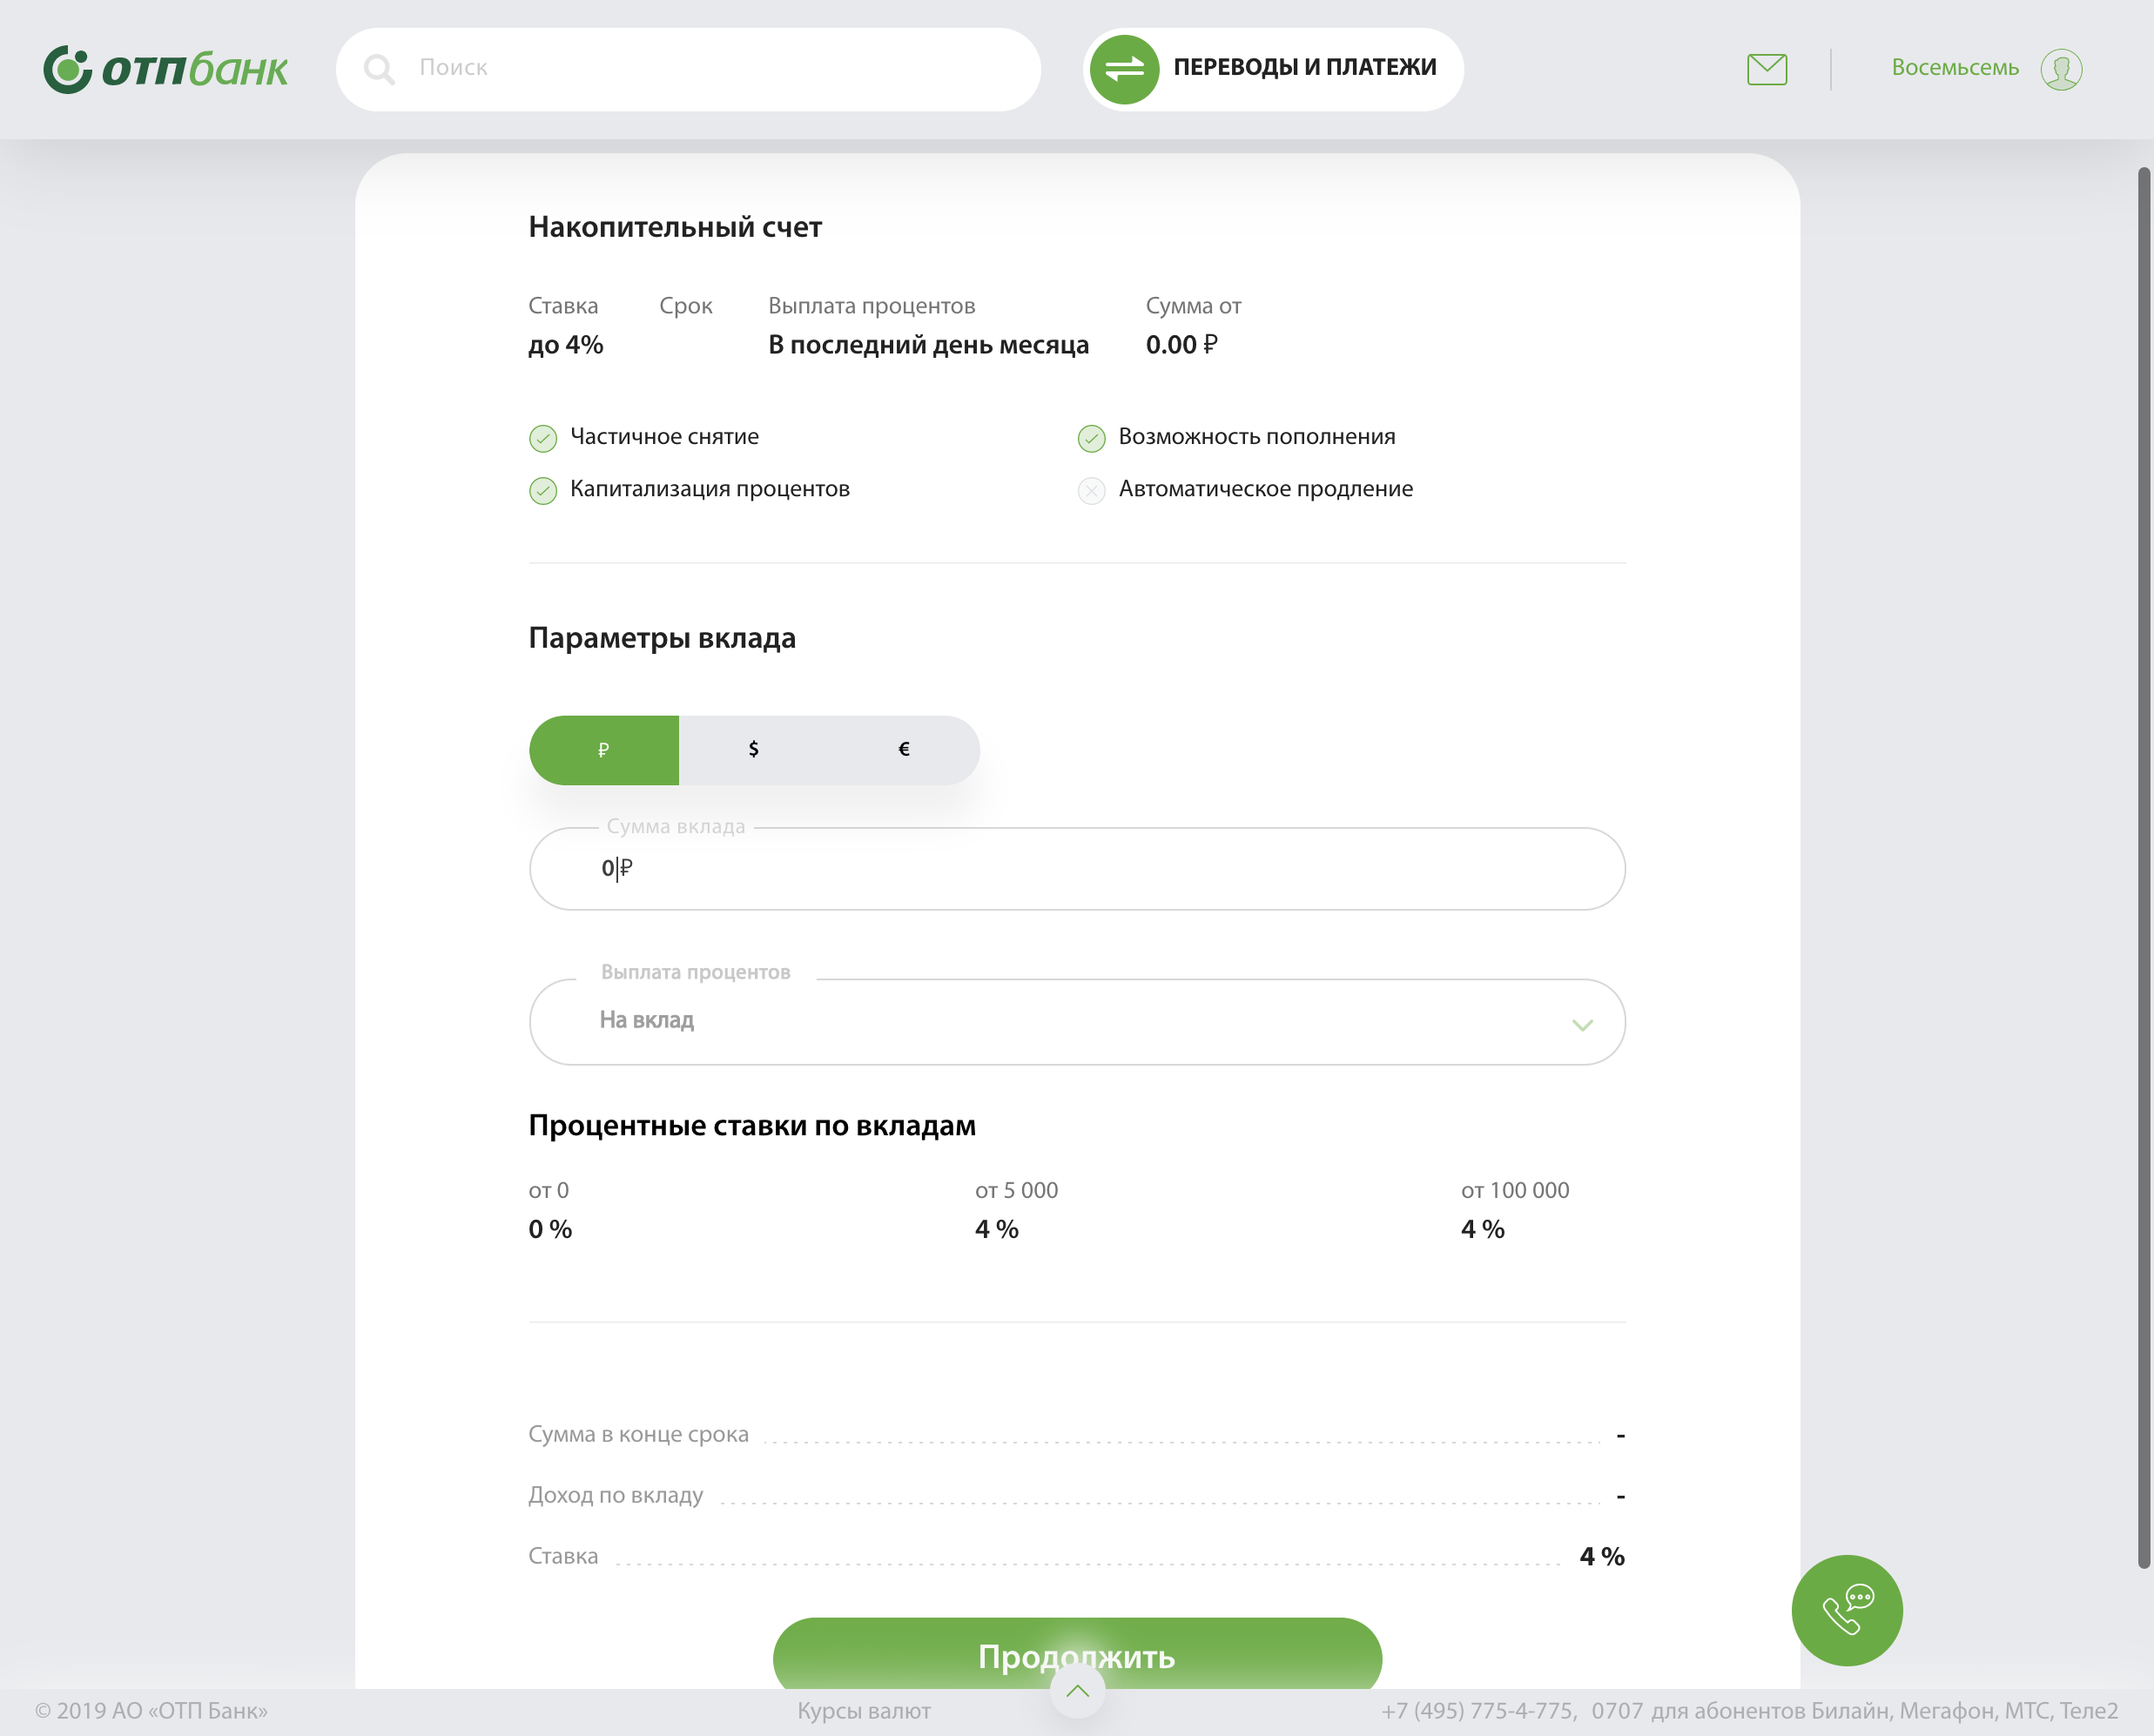 отпбанк
Поиск
ПЕРЕВОДЫ И ПЛАТЕЖИ
Восемьсемь
Накопительный счет
Ставка Срок Выплата процентов Сумма от
до 4% В последний день месяца 0.00 ₽
Частичное снятие Возможность пополнения
Капитализация процентов Автоматическое продление
Параметры вклада
₽ $ €
Сумма вклада
0 ₽
Выплата процентов
На вклад
Процентные ставки по вкладам
от 0 от 5 000 от 100 000
0 % 4 % 4 %
Сумма в конце срока -
Доход по вкладу -
Ставка 4 %
Продолжить
© 2019 АО «ОТП Банк» Курсы валют +7 (495) 775-4-775, 0707 для абонентов Билайн, Мегафон, МТС, Теле2